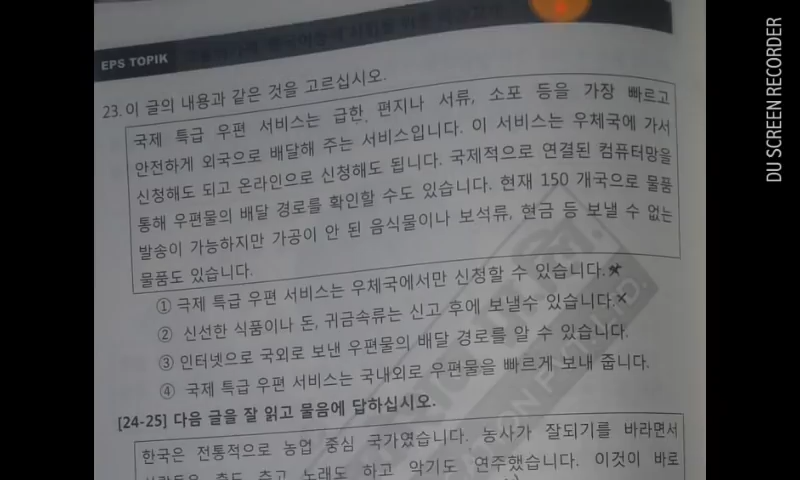 EPS TOPIK
23. 이 글의 내용과 같은 것을 고르십시오.
국제 특급 우편 서비스는 급한 편지나 서류, 소포 등을 가장 빠르고
안전하게 외국으로 배달해 주는 서비스입니다. 이 서비스는 우체국에 가서
신청해도 되고 온라인으로 신청해도 됩니다. 국제적으로 연결된 컴퓨터망을
통해 우편물의 배달 경로를 확인할 수도 있습니다. 현재 150 개국으로 물품
발송이 가능하지만 가공이 안 된 음식물이나 보석류, 현금 등 보낼 수 없는
물품도 있습니다.
① 극제 특급 우편 서비스는 우체국에서만 신청할 수 있습니다.
② 신선한 식품이나 돈, 귀금속류는 신고 후에 보낼수 있습니다.
③ 인터넷으로 국외로 보낸 우편물의 배달 경로를 알 수 있습니다.
④ 국제 특급 우편 서비스는 국내외로 우편물을 빠르게 보내 줍니다.
[24-25] 다음 글을 잘 읽고 물음에 답하십시오.
한국은 전통적으로 농업 중심 국가였습니다. 농사가 잘되기를 바라면서
춤도 추고 노래도 하고 악기도 연주했습니다. 이것이 바로
DU SCREEN RECORDER